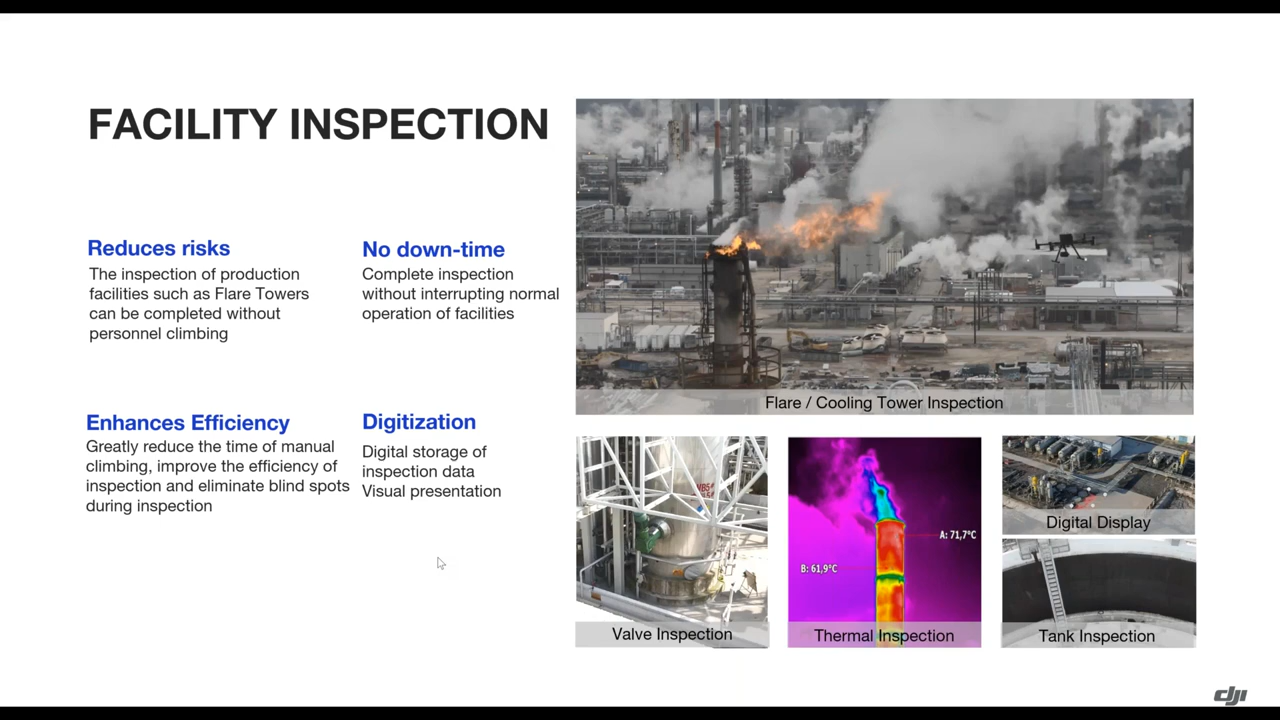 FACILITY INSPECTION
Reduces risks
The inspection of production
facilities such as Flare Towers
can be completed without
personnel climbing
No down-time
Complete inspection
without interrupting normal
operation of facilities
Enhances Efficiency
Greatly reduce the time of manual
climbing, improve the efficiency of
inspection and eliminate blind spots
during inspection
Digitization
Digital storage of
inspection data
Visual presentation
Flare / Cooling Tower Inspection
Valve Inspection
A: 71,7°C
B: 61,9°C
Thermal Inspection
Digital Display
Tank Inspection
dji